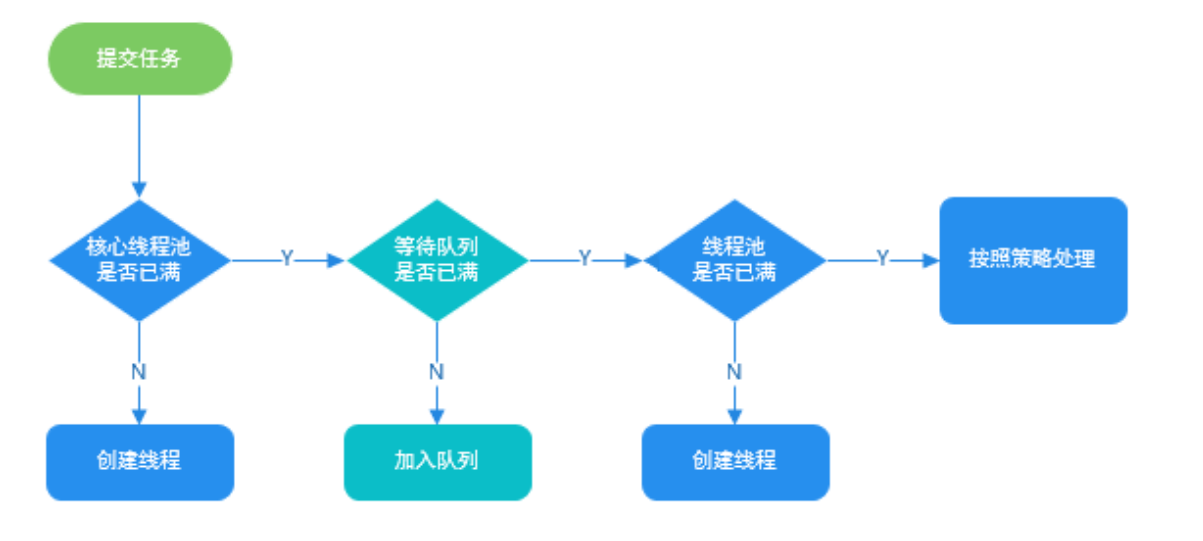 提交任务
核心线程池
是否已满
Y
等待队列
是否已满
Y
线程池
是否已满
Y
按照策略处理
N
N
N
创建线程
加入队列
创建线程